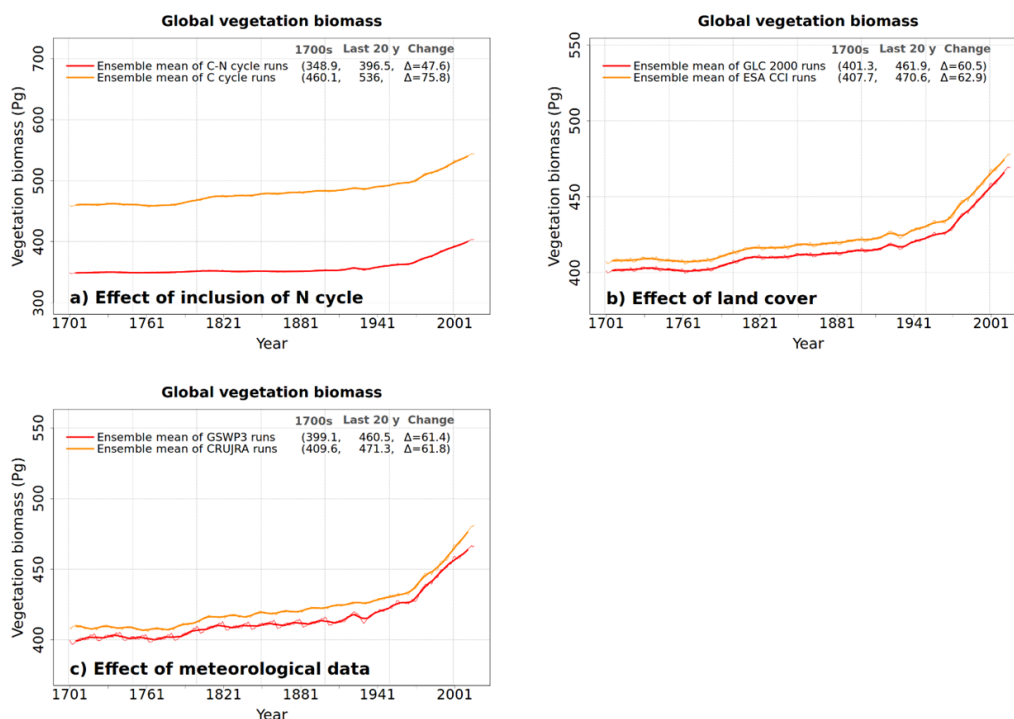 Global vegetation biomass
1700s Last 20 y Change
Ensemble mean of C-N cycle runs (348.9, 396.5, Δ=47.6)
Ensemble mean of C cycle runs (460.1, 536, Δ=75.8)
Vegetation biomass (Pg)
700
600
500
400
300
a) Effect of inclusion of N cycle
1701 1761 1821 1881 1941 2001
Year
Global vegetation biomass
1700s Last 20 y Change
Ensemble mean of GLC 2000 runs (401.3, 461.9, Δ=60.5)
Ensemble mean of ESA CCI runs (407.7, 470.6, Δ=62.9)
Vegetation biomass (Pg)
550
500
450
400
b) Effect of land cover
1701 1761 1821 1881 1941 2001
Year
Global vegetation biomass
1700s Last 20 y Change
Ensemble mean of GSWP3 runs (399.1, 460.5, Δ=61.4)
Ensemble mean of CRUJRA runs (409.6, 471.3, Δ=61.8)
Vegetation biomass (Pg)
550
500
450
400
c) Effect of meteorological data
1701 1761 1821 1881 1941 2001
Year